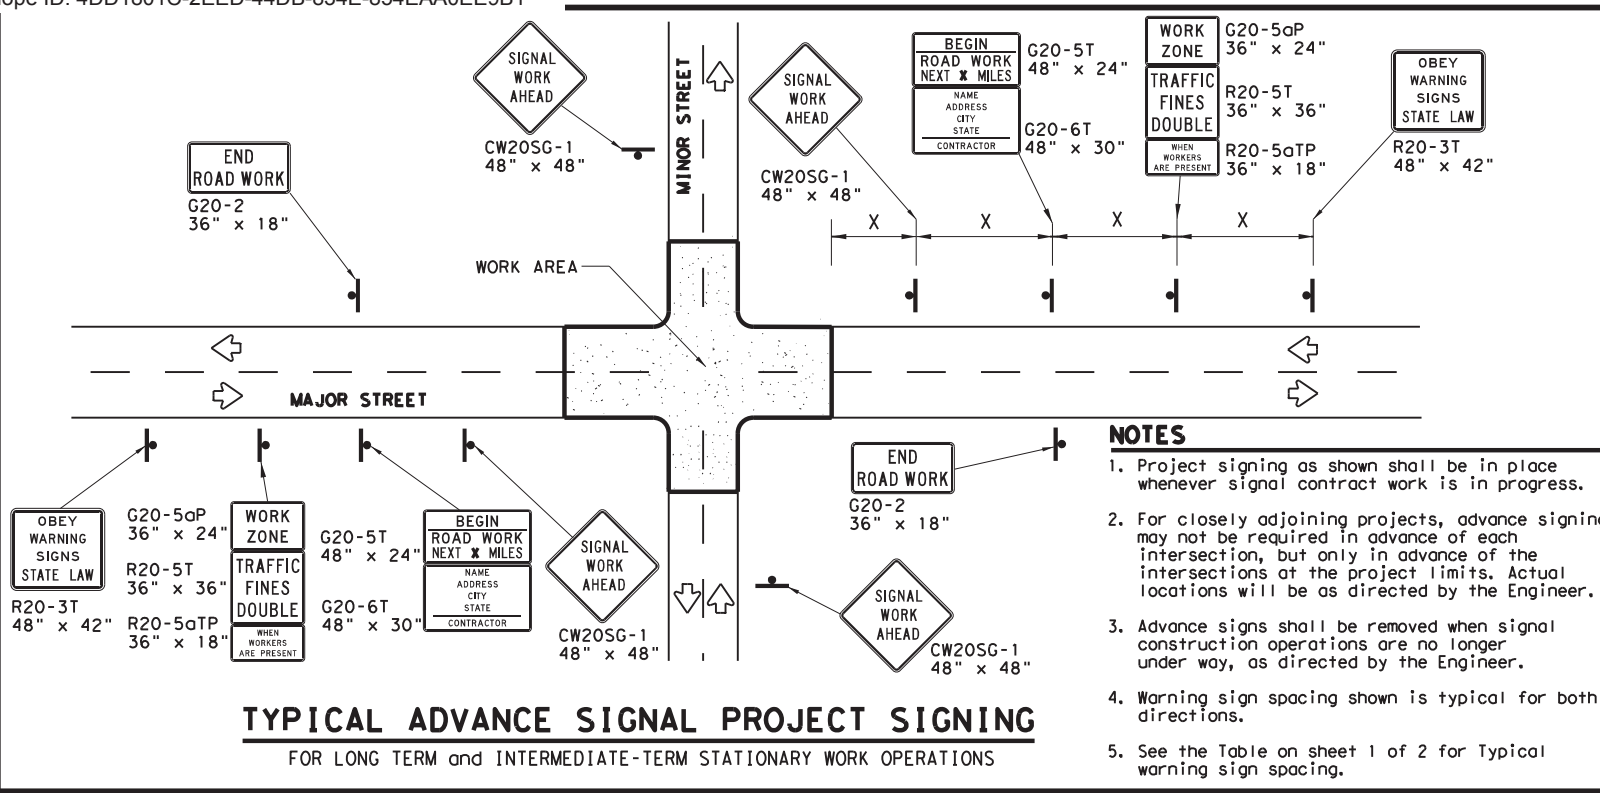 ope ID: 4DD1801C-2EED-44DB-834E-834EAA0EE9B1
SIGNAL
WORK
AHEAD
CW20SG-1
48" x 48"
END
ROAD WORK
G20-2
36" x 18"
MINOR STREET
SIGNAL
WORK
AHEAD
CW20SG-1
48" x 48"
BEGIN
ROAD WORK
NEXT X MILES
NAME
ADDRESS
CITY
STATE
CONTRACTOR
G20-5T
48" x 24"
G20-6T
48" x 30"
WORK
ZONE
TRAFFIC
FINES
DOUBLE
WHEN
WORKERS
ARE PRESENT
G20-5aP
36" x 24"
R20-5T
36" x 36"
R20-5aTP
36" x 18"
OBEY
WARNING
SIGNS
STATE LAW
R20-3T
48" x 42"
X
X
X
X
WORK AREA
MAJOR STREET
OBEY
WARNING
SIGNS
STATE LAW
R20-3T
48" x 42"
G20-5aP
36" x 24"
R20-5T
36" x 36"
R20-5aTP
36" x 18"
WORK
ZONE
TRAFFIC
FINES
DOUBLE
WHEN
WORKERS
ARE PRESENT
G20-5T
48" x 24"
G20-6T
48" x 30"
BEGIN
ROAD WORK
NEXT X MILES
NAME
ADDRESS
CITY
STATE
CONTRACTOR
SIGNAL
WORK
AHEAD
CW20SG-1
48" x 48"
END
ROAD WORK
G20-2
36" x 18"
SIGNAL
WORK
AHEAD
CW20SG-1
48" x 48"
TYPICAL ADVANCE SIGNAL PROJECT SIGNING
FOR LONG TERM and INTERMEDIATE-TERM STATIONARY WORK OPERATIONS
NOTES
1. Project signing as shown shall be in place
whenever signal contract work is in progress.
2. For closely adjoining projects, advance signing
may not be required in advance of each
intersection, but only in advance of the
intersections at the project limits. Actual
locations will be as directed by the Engineer.
3. Advance signs shall be removed when signal
construction operations are no longer
under way, as directed by the Engineer.
4. Warning sign spacing shown is typical for both
directions.
5. See the Table on sheet 1 of 2 for Typical
warning sign spacing.